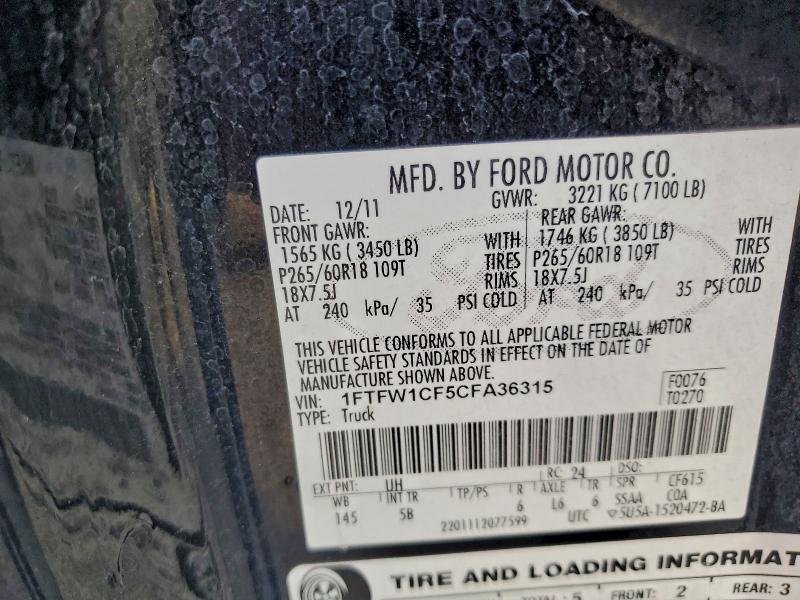 MFD. BY FORD MOTOR CO.
DATE: 12/11 GVWR: 3221 KG ( 7100 LB)
FRONT GAWR: REAR GAWR:
1565 KG ( 3450 LB) WITH 1746 KG ( 3850 LB) WITH
P265/60R18 109T TIRES P265/60R18 109T TIRES
18X7.5J RIMS 18X7.5J RIMS
AT 240 kPa/ 35 PSI COLD AT 240 kPa/ 35 PSI COLD
THIS VEHICLE CONFORMS TO ALL APPLICABLE FEDERAL MOTOR
VEHICLE SAFETY STANDARDS IN EFFECT ON THE DATE OF
MANUFACTURE SHOWN ABOVE.
VIN: 1FTFW1CF5CFA36315 F0076
TYPE: Truck T0270
EXT PNT: UH RC: 24 DSO: CF615
WB INT TR TP/PS R AXLE TR SPR COA
145 5B 6 L6 6 SSAA
2201112077599 UTC 5U5A-1520472-BA
TIRE AND LOADING INFORMAT
TOTAL: 5 FRONT: 2 REAR: 3